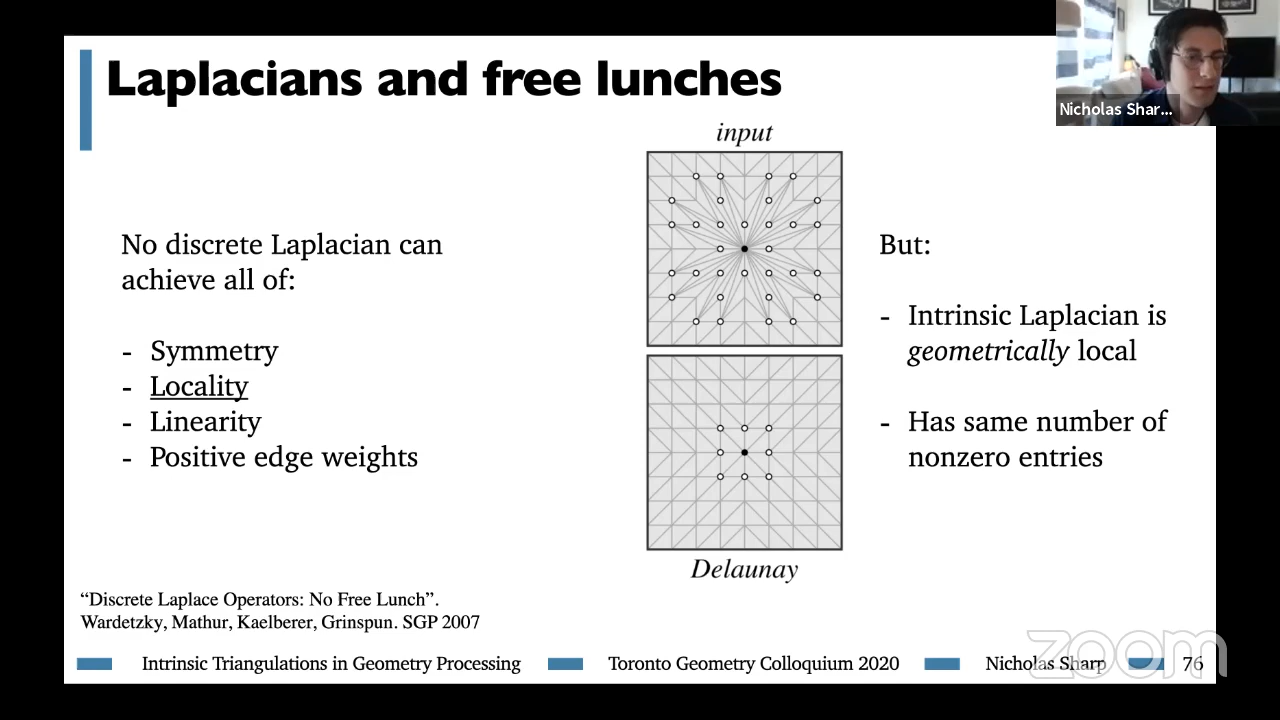 Laplacians and free lunches
Nicholas Shar...
input
No discrete Laplacian can
achieve all of:
- Symmetry
- Locality
- Linearity
- Positive edge weights
But:
- Intrinsic Laplacian is
geometrically local
- Has same number of
nonzero entries
Delaunay
“Discrete Laplace Operators: No Free Lunch”.
Wardetzky, Mathur, Kaelberer, Grinspun. SGP 2007
Intrinsic Triangulations in Geometry Processing
Toronto Geometry Colloquium 2020
Nicholas Sharp
76
zoom